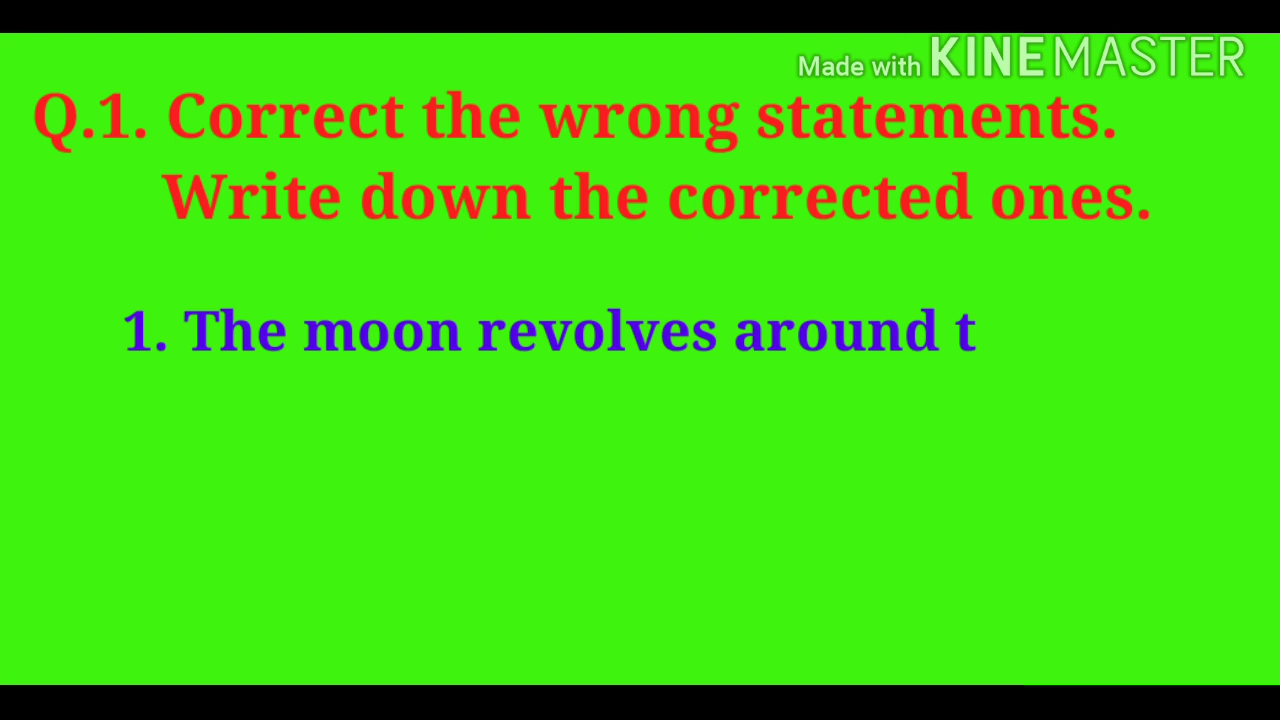 Made with KINEMASTER
Q.1. Correct the wrong statements.
Write down the corrected ones.
1. The moon revolves around t